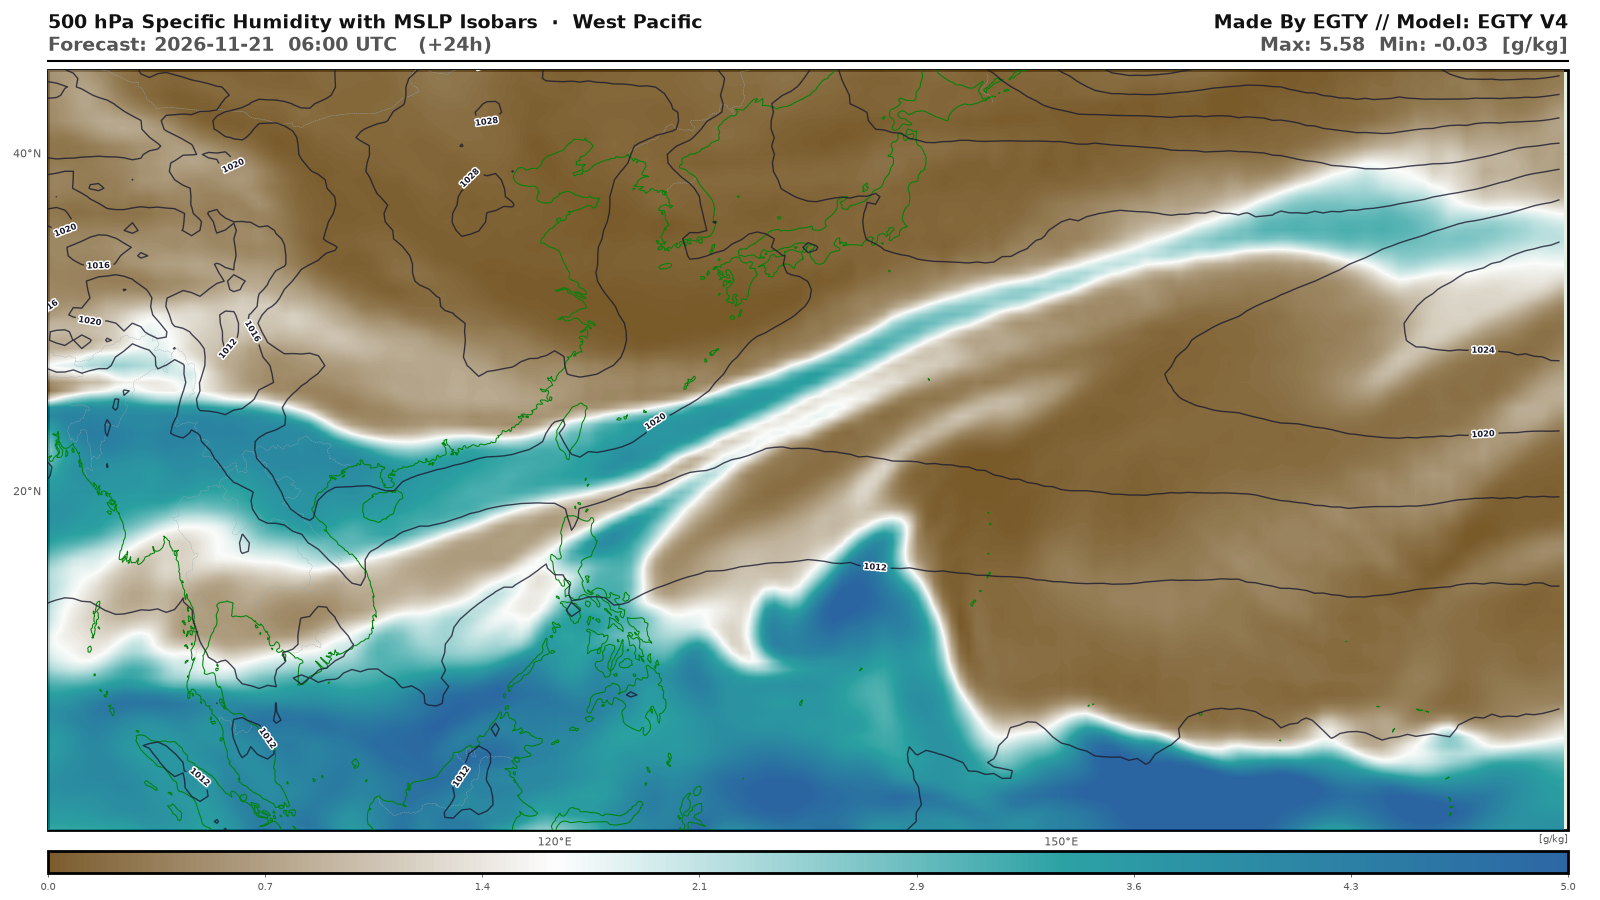 500 hPa Specific Humidity with MSLP Isobars · West Pacific
Made By EGTY // Model: EGTY V4
Forecast: 2026-11-21 06:00 UTC (+24h)
Max: 5.58 Min: -0.03 [g/kg]
1028
40°N
1020
1028
1020
1016
16
1020
1016
1012
1024
1020
1020
20°N
1012
1012
1012
1012
120°E
150°E
[g/kg]
0.0
0.7
1.4
2.1
2.9
3.6
4.3
5.0